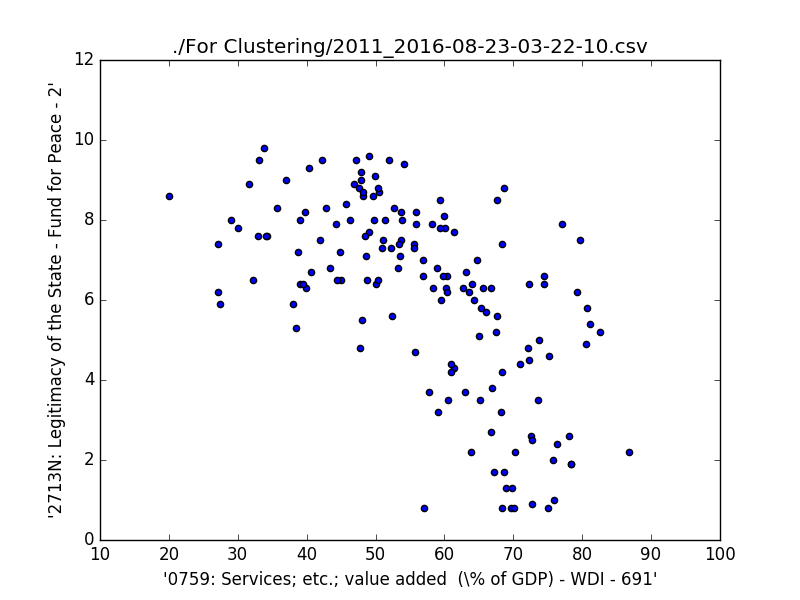 ./For Clustering/2011_2016-08-23-03-22-10.csv
12
10
8
6
4
2
0
'2713N: Legitimacy of the State - Fund for Peace - 2'
10 20 30 40 50 60 70 80 90 100
'0759: Services; etc.; value added  (\% of GDP) - WDI - 691'